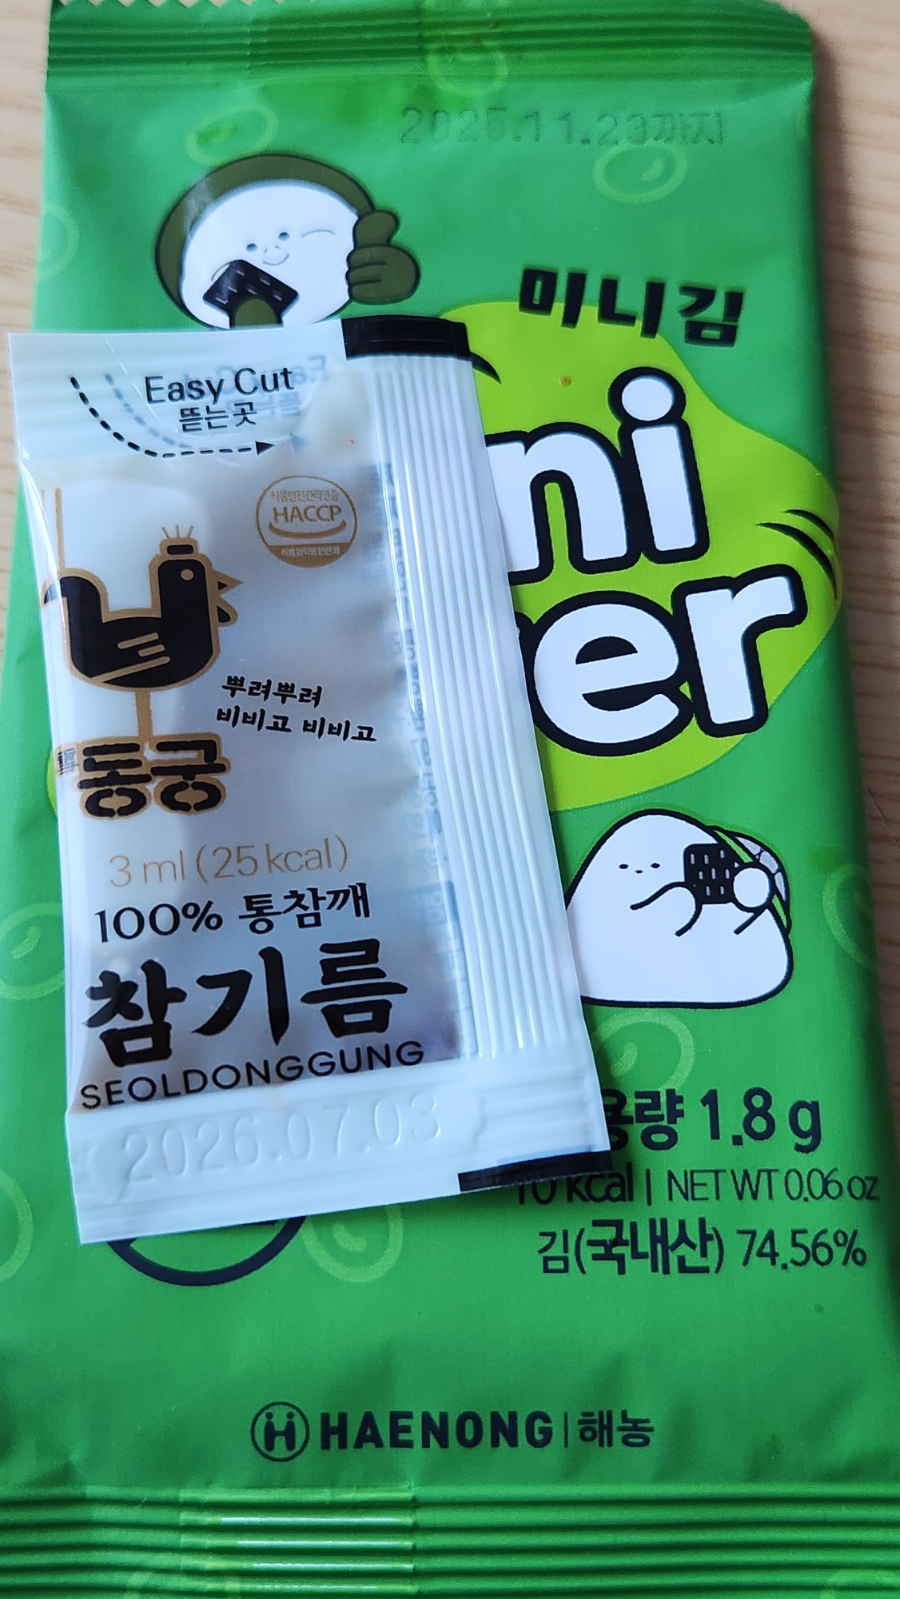 2025.11.23까지
미니김
ni
er
Easy Cut
뜯는곳
HACCP
뿌려뿌려
비비고 비비고
동궁
3 ml (25 kcal)
100% 통참깨
참기름
SEOLDONGGUNG
2026.07.03
용량 1.8 g
10 kcal | NET WT 0.06 oz
김(국내산) 74.56%
HAENONG | 해농